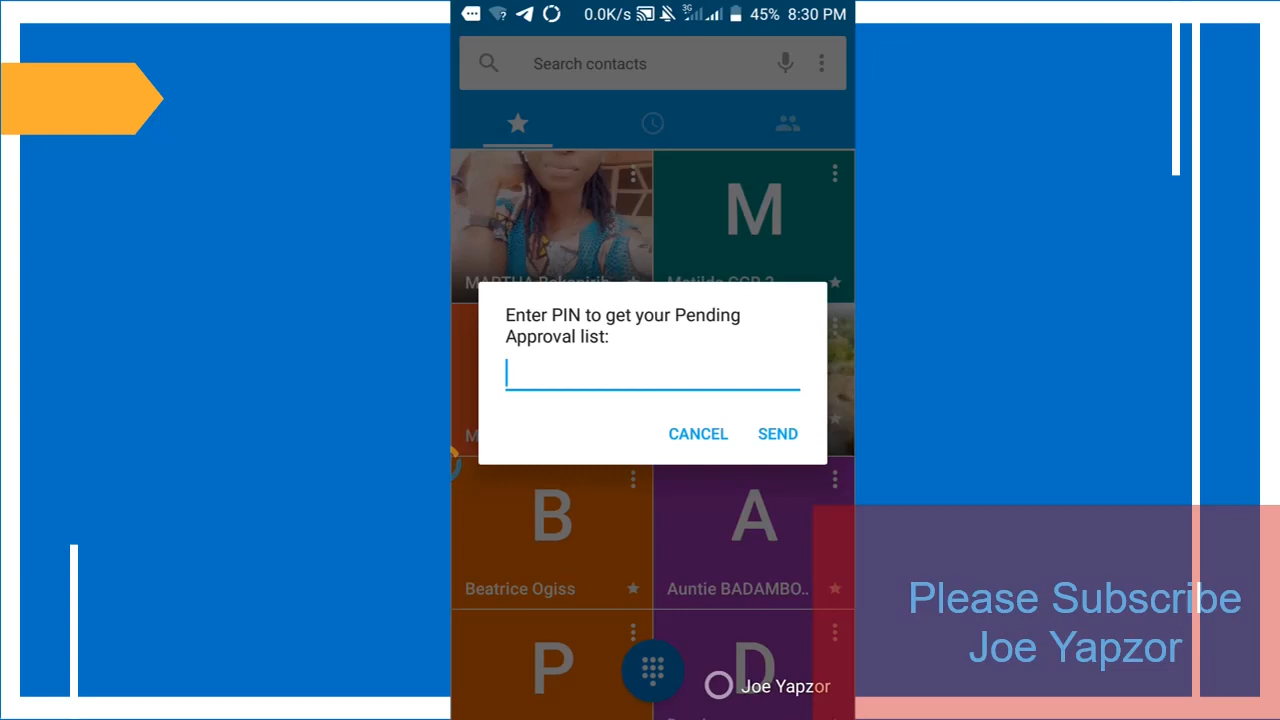 3G
0.0K/s 45% 8:30 PM
Search contacts
M
Enter PIN to get your Pending
Approval list:
CANCEL SEND
M
B A
Beatrice Ogiss Auntie BADAMBO..
P D
Joe Yapzor
Please Subscribe
Joe Yapzor